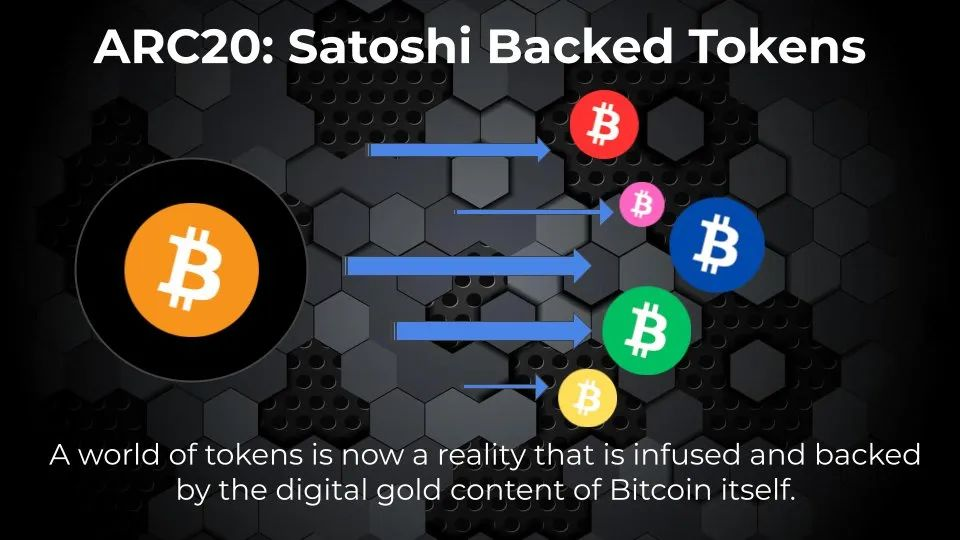 ARC20: Satoshi Backed Tokens
A world of tokens is now a reality that is infused and backed
by the digital gold content of Bitcoin itself.